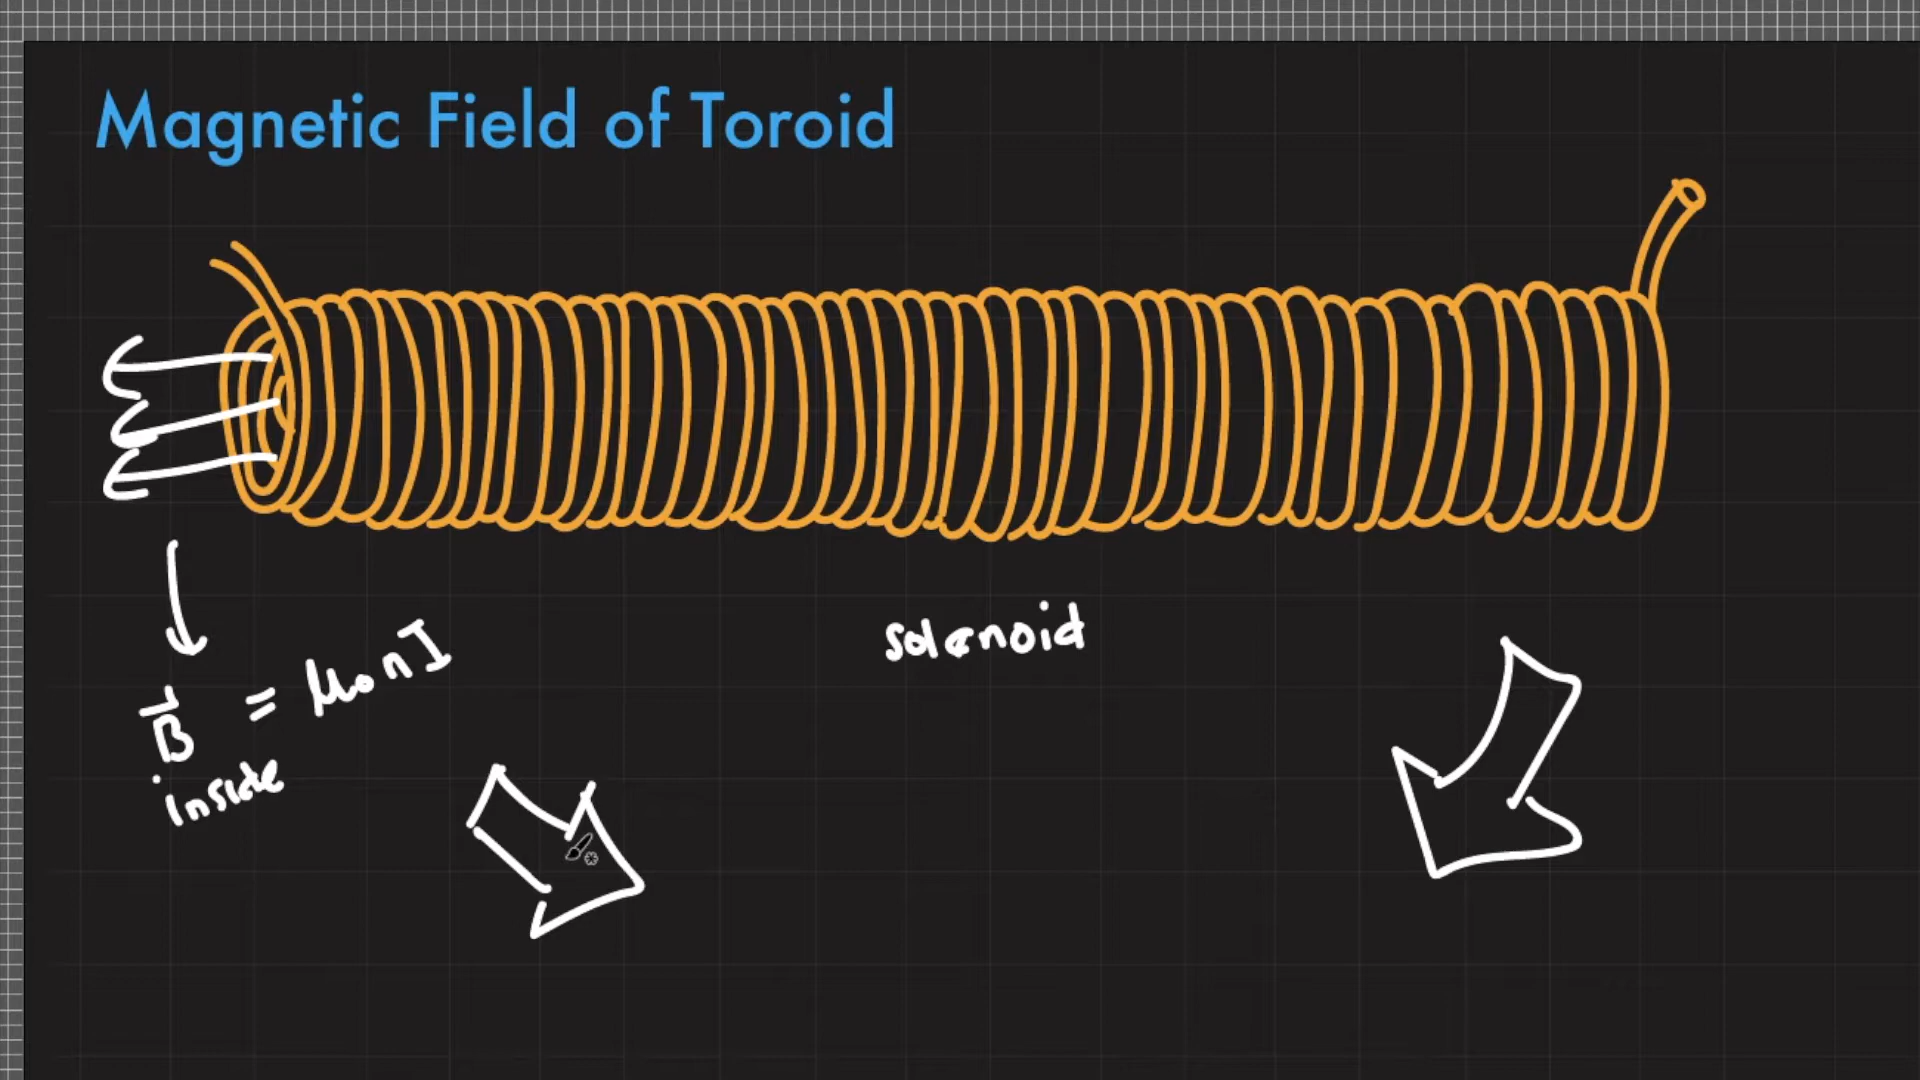 Magnetic Field of Toroid
solenoid
B⃗ = μ₀nI
inside